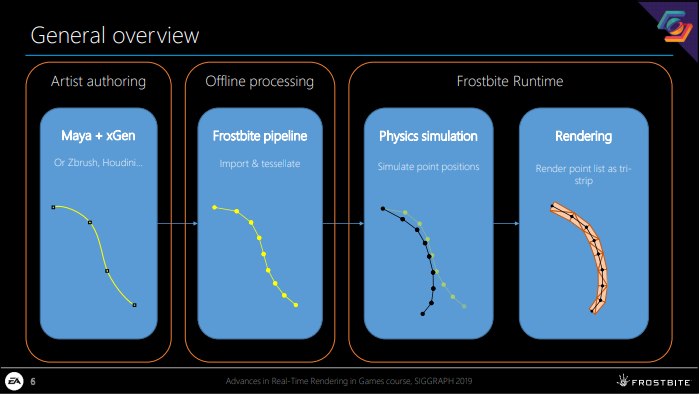 General overview
Artist authoring
Offline processing
Frostbite Runtime
Maya + xGen
Or Zbrush, Houdini...
Frostbite pipeline
Import & tessellate
Physics simulation
Simulate point positions
Rendering
Render point list as tri-
strip
EA
6
Advances in Real-Time Rendering in Games course, SIGGRAPH 2019
FROSTBITE